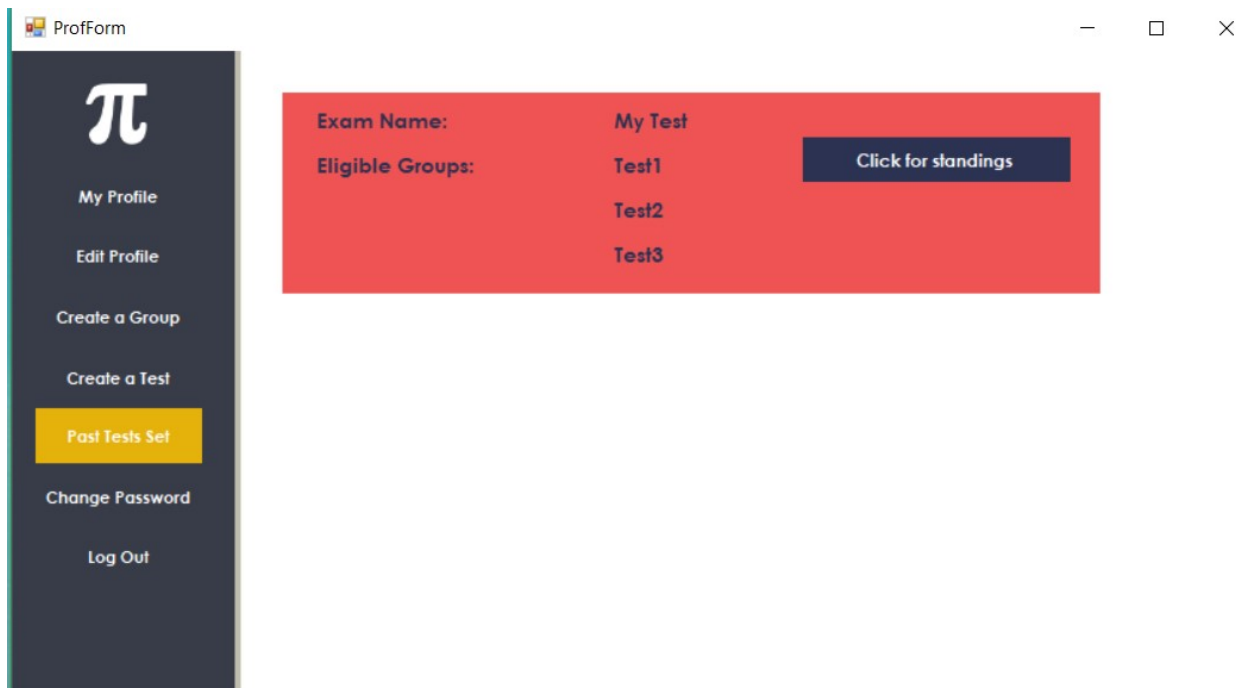 ProfForm
π
My Profile
Edit Profile
Create a Group
Create a Test
Past Tests Set
Change Password
Log Out
Exam Name: My Test
Eligible Groups: Test1
Test2
Test3
Click for standings